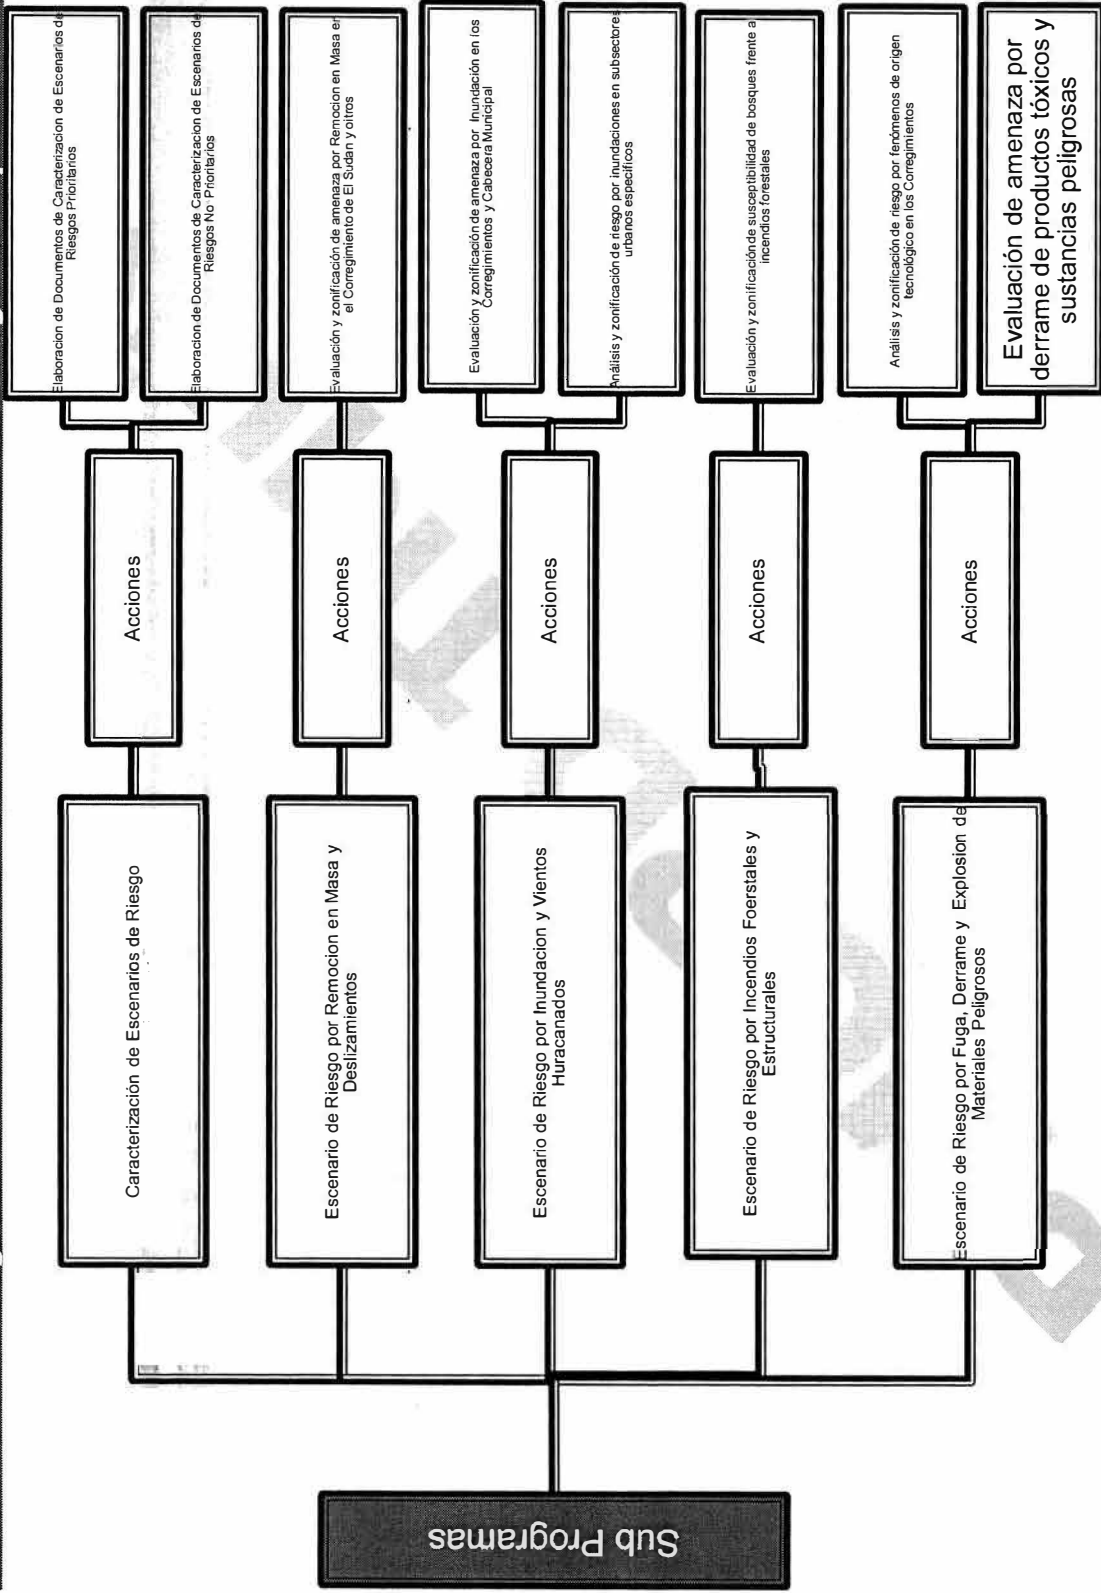 Sub Programas
Caracterización de Escenarios de Riesgo
Acciones
Elaboracion de Documentos de Caracterizacion de Escenarios de
Riesgos Prioritarios
Elaboracion de Documentos de Caracterizacion de Escenarios de
Riesgos No Prioritarios
Escenario de Riesgo por Remocion en Masa y
Deslizamientos
Acciones
Evaluación y zonificación de amenaza por Remocion en Masa en
el Corregimiento de El Sudan y oitros
Escenario de Riesgo por Inundacion y Vientos
Huracanados
Acciones
Evaluación y zonificación de amenaza por Inundación en los
Corregimientos y Cabecera Municipal
Análisis y zonificación de riesgo por inundaciones en subsectores
urbanos específicos
Escenario de Riesgo por Incendios Foerstales y
Estructurales
Acciones
Evaluación y zonificación de susceptibilidad de bosques frente a
incendios forestales
Escenario de Riesgo por Fuga, Derrame y Explosion de
Materiales Peligrosos
Acciones
Análisis y zonificación de riesgo por fenómenos de origen
tecnológico en los Corregimientos
Evaluación de amenaza por
derrame de productos tóxicos y
sustancias peligrosas